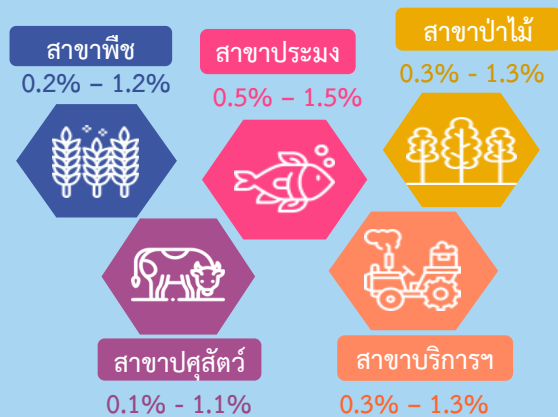 สาขาพืช
0.2% – 1.2%
สาขาประมง
0.5% – 1.5%
สาขาป่าไม้
0.3% - 1.3%
สาขาปศุสัตว์
0.1% - 1.1%
สาขาบริการฯ
0.3% – 1.3%